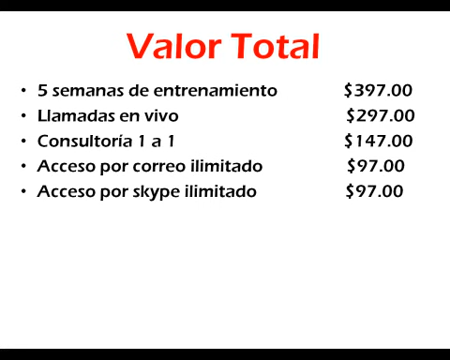 Valor Total
• 5 semanas de entrenamiento $397.00
• Llamadas en vivo $297.00
• Consultoría 1 a 1 $147.00
• Acceso por correo ilimitado $97.00
• Acceso por skype ilimitado $97.00